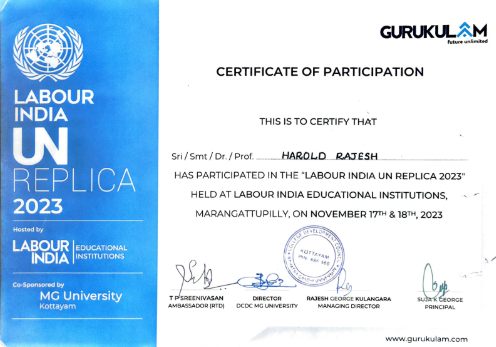 GURUKULAM
future unlimited
CERTIFICATE OF PARTICIPATION
LABOUR
INDIA
UN
REPLICA
2023
Hosted by
LABOUR INDIA EDUCATIONAL INSTITUTIONS
Co-Sponsored by
MG University
Kottayam
THIS IS TO CERTIFY THAT
Sri / Smt / Dr. / Prof. HAROLD RAJESH
HAS PARTICIPATED IN THE "LABOUR INDIA UN REPLICA 2023"
HELD AT LABOUR INDIA EDUCATIONAL INSTITUTIONS,
MARANGATTUPILLY, ON NOVEMBER 17TH & 18TH, 2023
KOTTAYAM
T P SREENIVASAN
AMBASSADOR (RTD)
DIRECTOR
DCDC MG UNIVERSITY
RAJESH GEORGE KULANGARA
MANAGING DIRECTOR
SUJA K GEORGE
PRINCIPAL
www.gurukulam.com